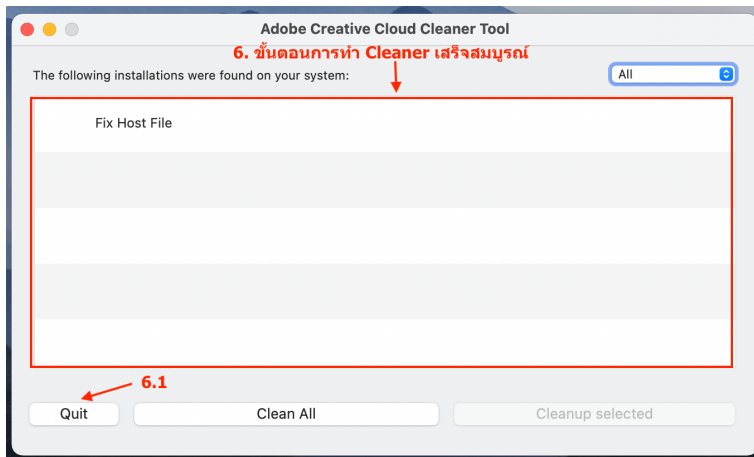 Adobe Creative Cloud Cleaner Tool
6. ขั้นตอนการทำ Cleaner เสร็จสมบูรณ์
The following installations were found on your system:
All
Fix Host File
6.1
Quit
Clean All
Cleanup selected